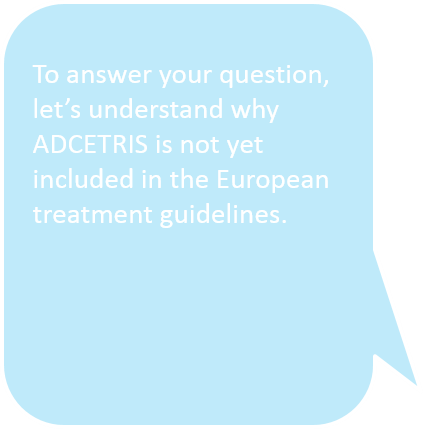 To answer your question,
let’s understand why
ADCETRIS is not yet
included in the European
treatment guidelines.